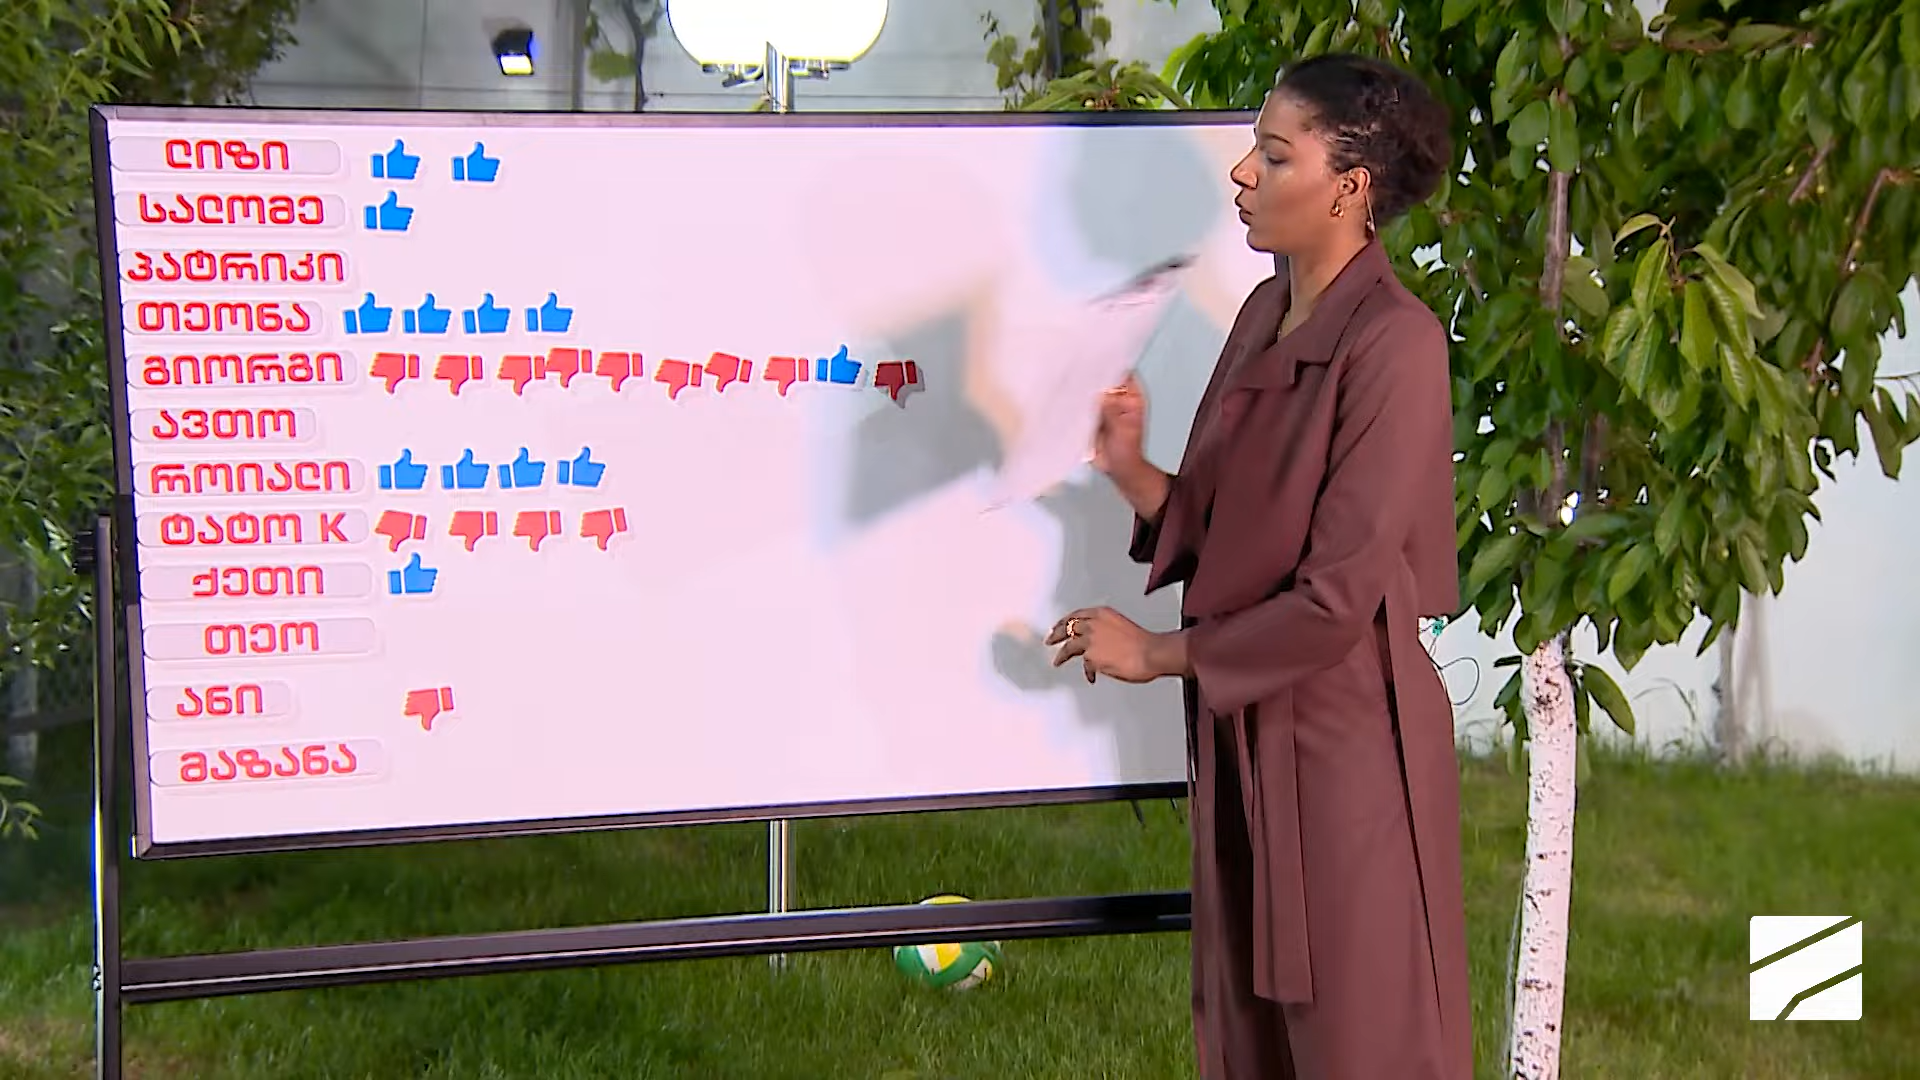 ლიზი
სალომე
პატრიკი
თეონა
გიორგი
ავთო
როიალი
ტატო K
ქეთი
თეო
ანი
მაზანა